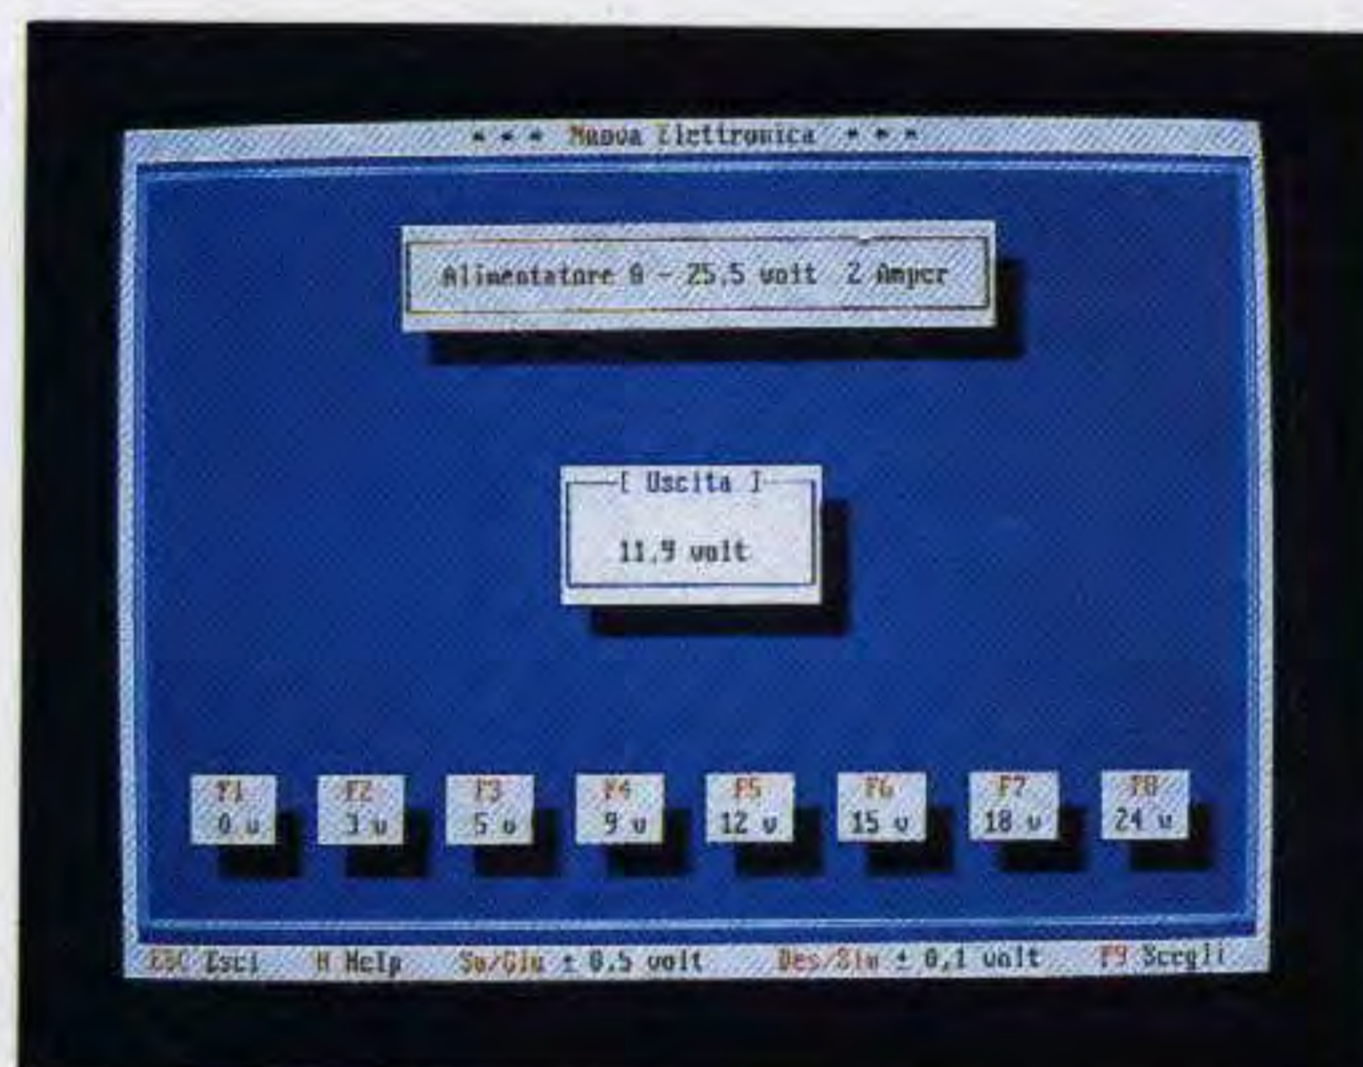 * * * Nuova Elettronica * * *
Alimentatore 0 - 25,5 volt 2 Amper
[ Uscita ]
11,9 volt
F1 F2 F3 F4 F5 F6 F7 F8
0 v 3 v 5 v 9 v 12 v 15 v 18 v 24 v
ESC Esci H Help Su/Giu ± 0,5 volt Des/Sin ± 0,1 volt F9 Scegli